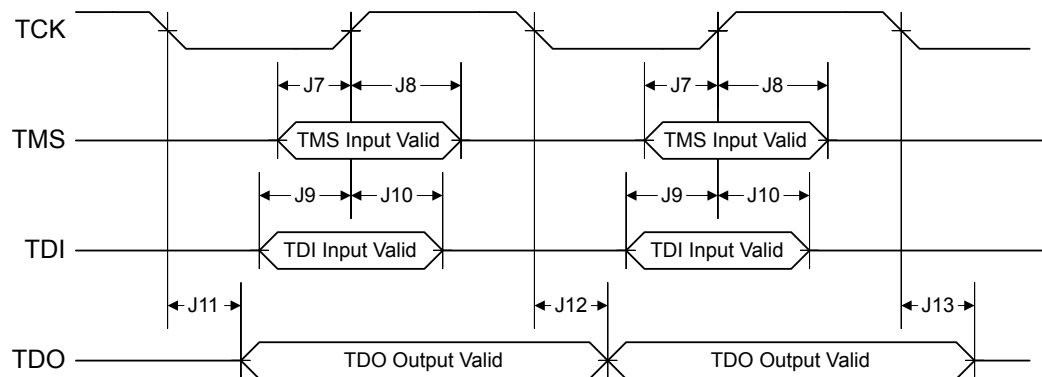 TCK
J7 J8 J7 J8
TMS TMS Input Valid TMS Input Valid
J9 J10 J9 J10
TDI TDI Input Valid TDI Input Valid
J11 J12 J13
TDO TDO Output Valid TDO Output Valid